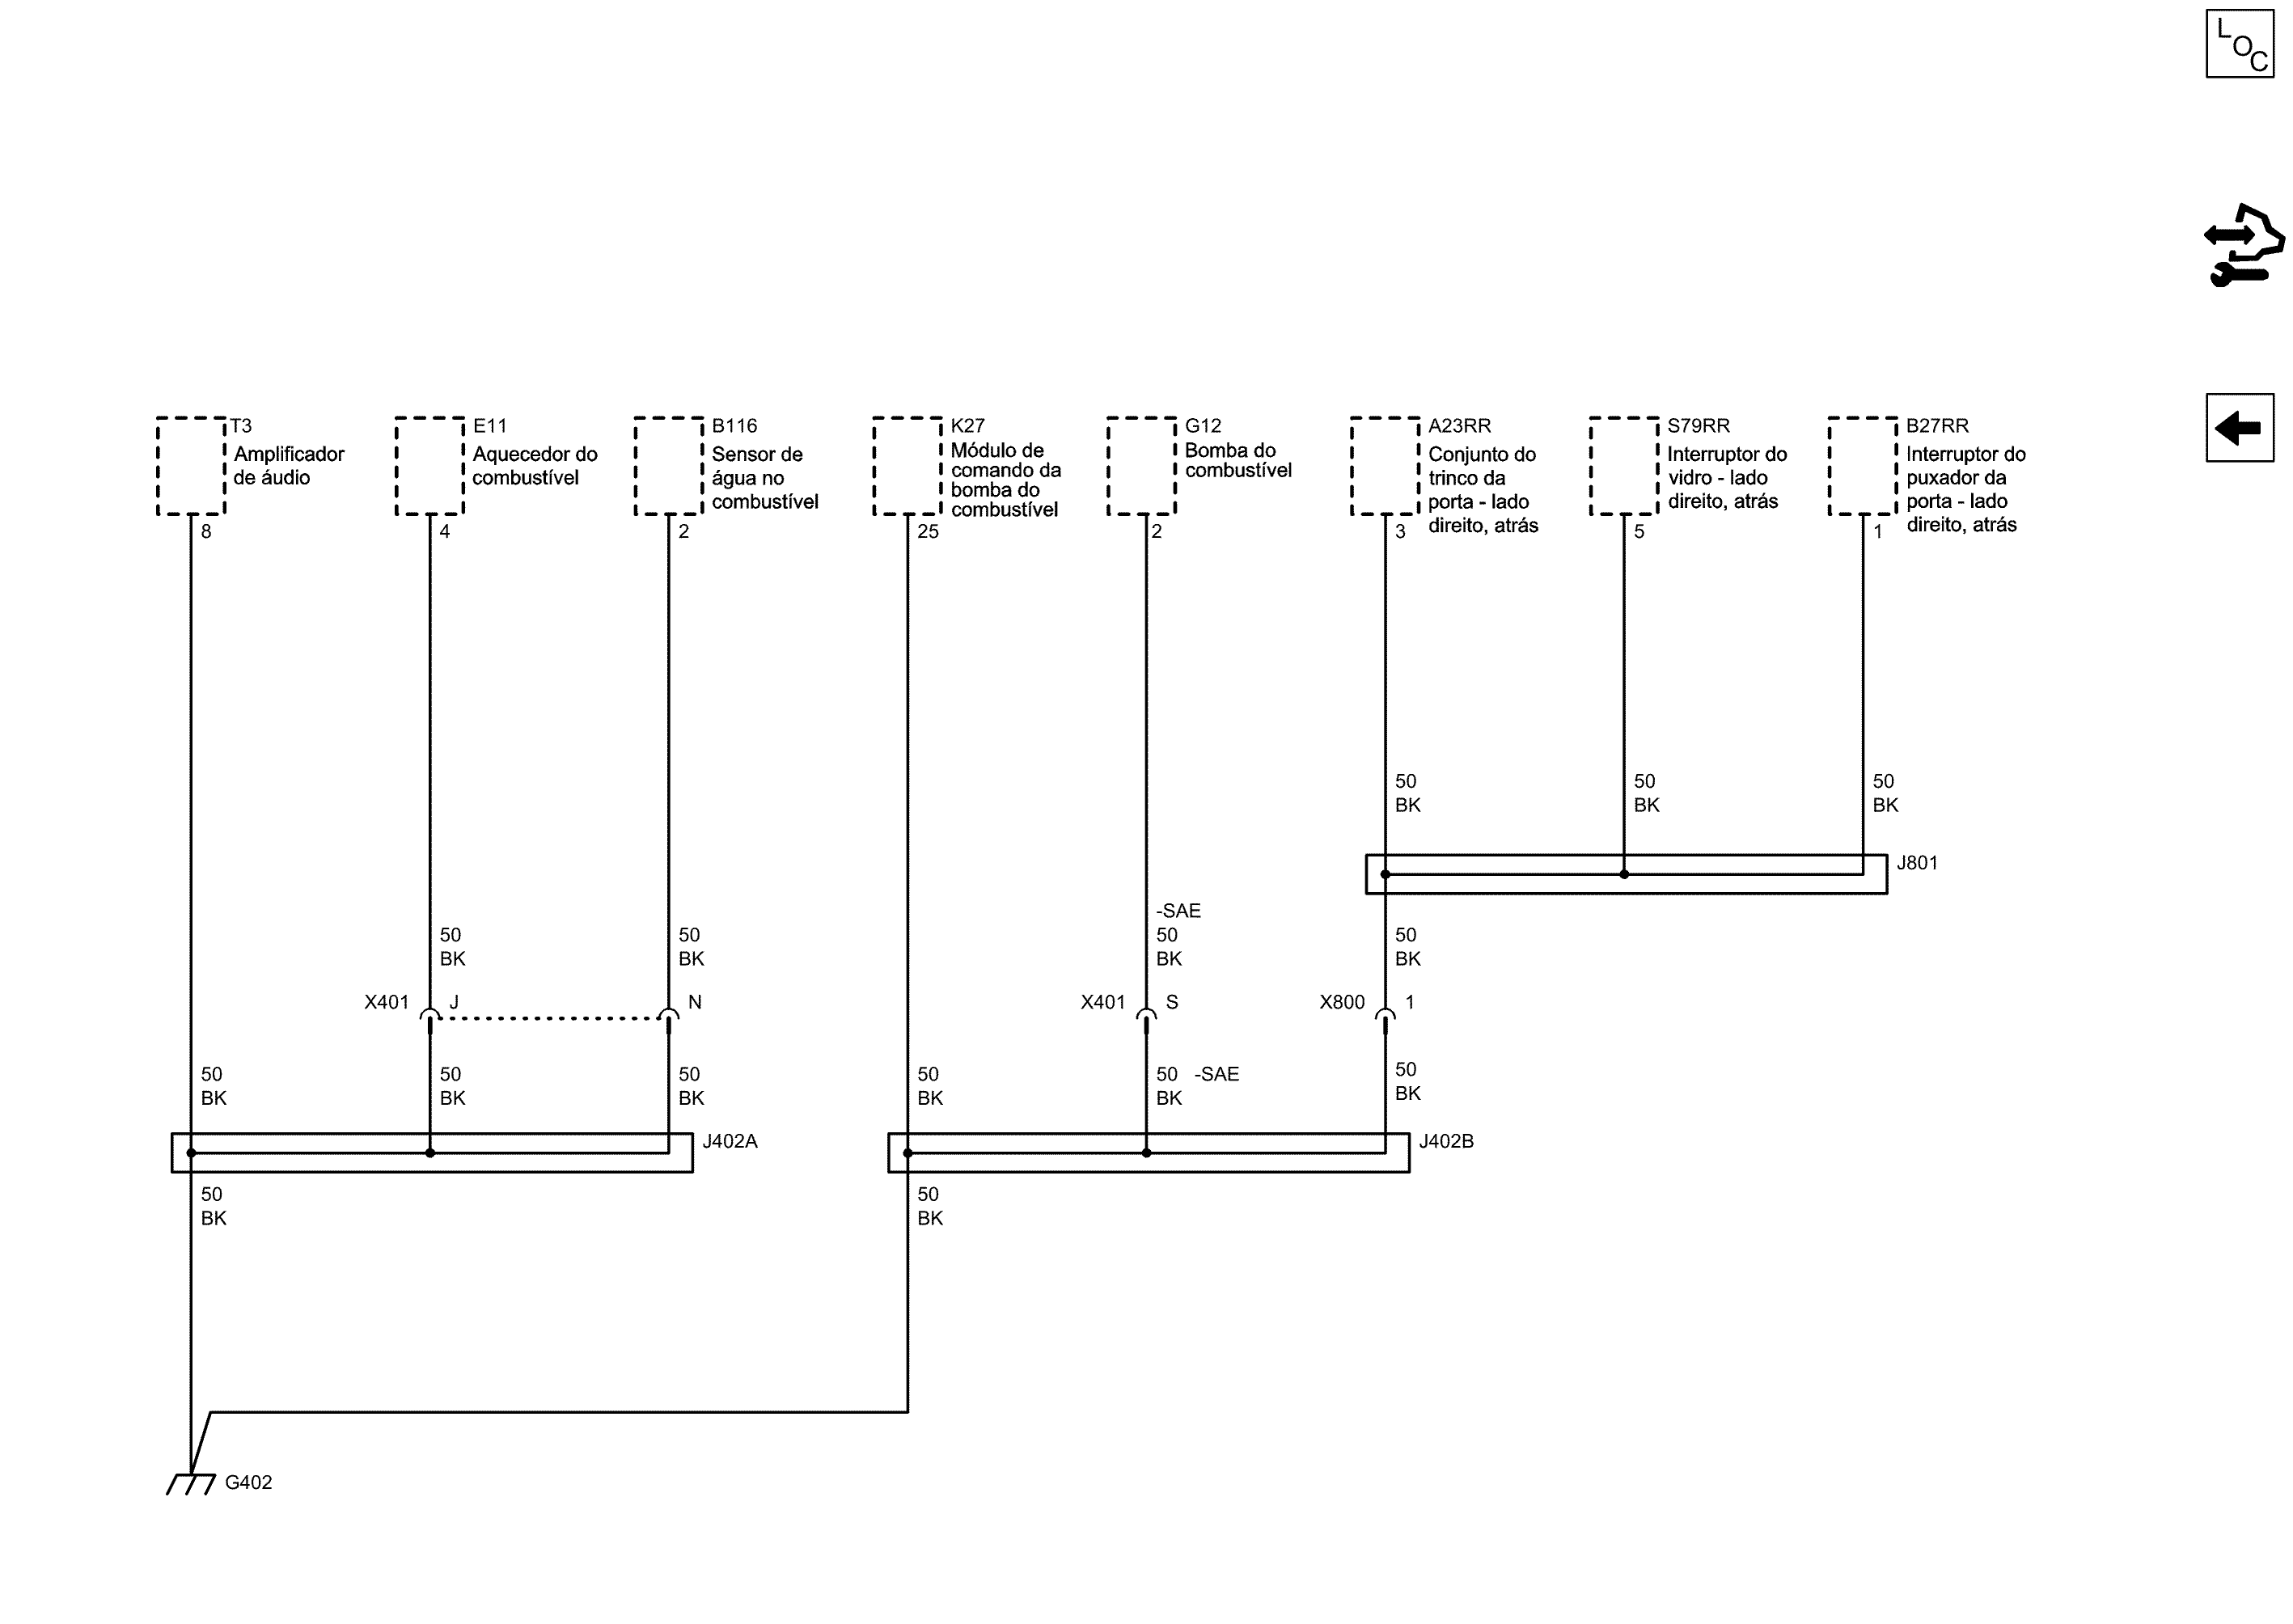 LOC
T3
Amplificador
de áudio
8
E11
Aquecedor do
combustível
4
B116
Sensor de
água no
combustível
2
K27
Módulo de
comando da
bomba do
combustível
25
G12
Bomba do
combustível
2
A23RR
Conjunto do
trinco da
porta - lado
direito, atrás
3
S79RR
Interruptor do
vidro - lado
direito, atrás
5
B27RR
Interruptor do
puxador da
porta - lado
direito, atrás
1
50
BK
50
BK
50
BK
J801
50
BK
50
BK
-SAE
50
BK
50
BK
X401 J
N
X401 S
X800 1
50
BK
50
BK
50
BK
50
BK
50 -SAE
BK
50
BK
J402A
J402B
50
BK
50
BK
G402